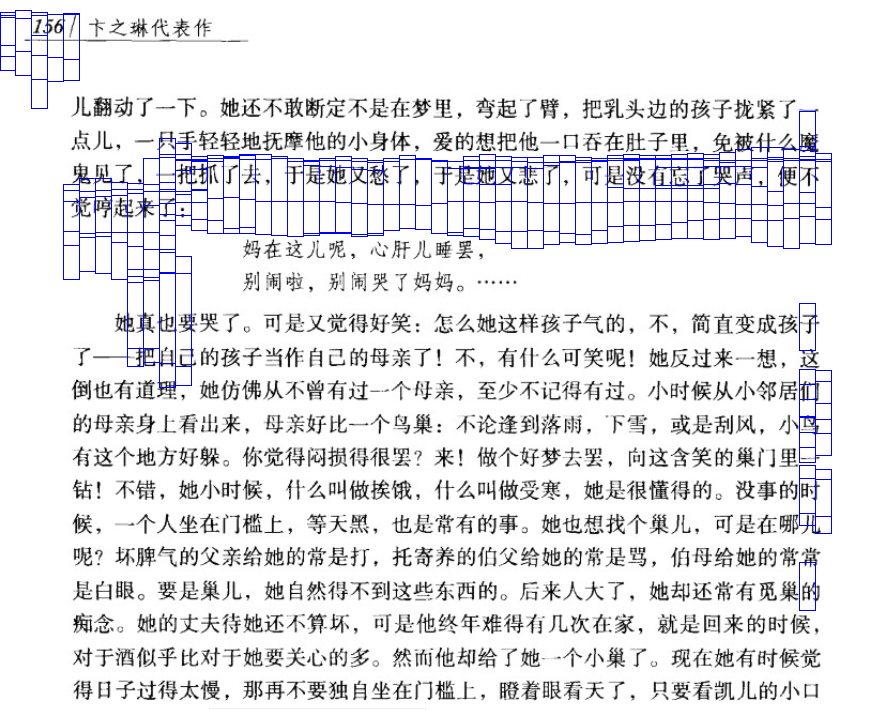 156 / 卞之琳代表作
儿翻动了一下。她还不敢断定不是在梦里，弯起了臂，把乳头边的孩子拢紧了一
点儿，一只手轻轻地抚摩他的小身体，爱的想把他一口吞在肚子里，免被什么魔
鬼见了，一把抓了去，于是她又愁了，于是她又悲了，可是没有忘了哭声，便不
觉哼起来了：
妈在这儿呢，心肝儿睡罢，
别闹啦，别闹哭了妈妈。……
她真也要哭了。可是又觉得好笑：怎么她这样孩子气的，不，简直变成孩子
了——把自己的孩子当作自己的母亲了！不，有什么可笑呢！她反过来一想，这
倒也有道理，她仿佛从不曾有过一个母亲，至少不记得有过。小时候从小邻居们
的母亲身上看出来，母亲好比一个鸟巢：不论逢到落雨，下雪，或是刮风，小鸟
有这个地方好躲。你觉得闷损得很罢？来！做个好梦去罢，向这含笑的巢门里一
钻！不错，她小时候，什么叫做挨饿，什么叫做受寒，她是很懂得的。没事的时
候，一个人坐在门槛上，等天黑，也是常有的事。她也想找个巢儿，可是在哪儿
呢？坏脾气的父亲给她的常是打，托寄养的伯父给她的常是骂，伯母给她的常常
是白眼。要是巢儿，她自然得不到这些东西的。后来人大了，她却还常有觅巢的
痴念。她的丈夫待她还不算坏，可是他终年难得有几次在家，就是回来的时候，
对于酒似乎比对于她要关心的多。然而他却给了她一个小巢了。现在她有时候觉
得日子过得太慢，那再不要独自坐在门槛上，瞪着眼看天了，只要看凯儿的小口